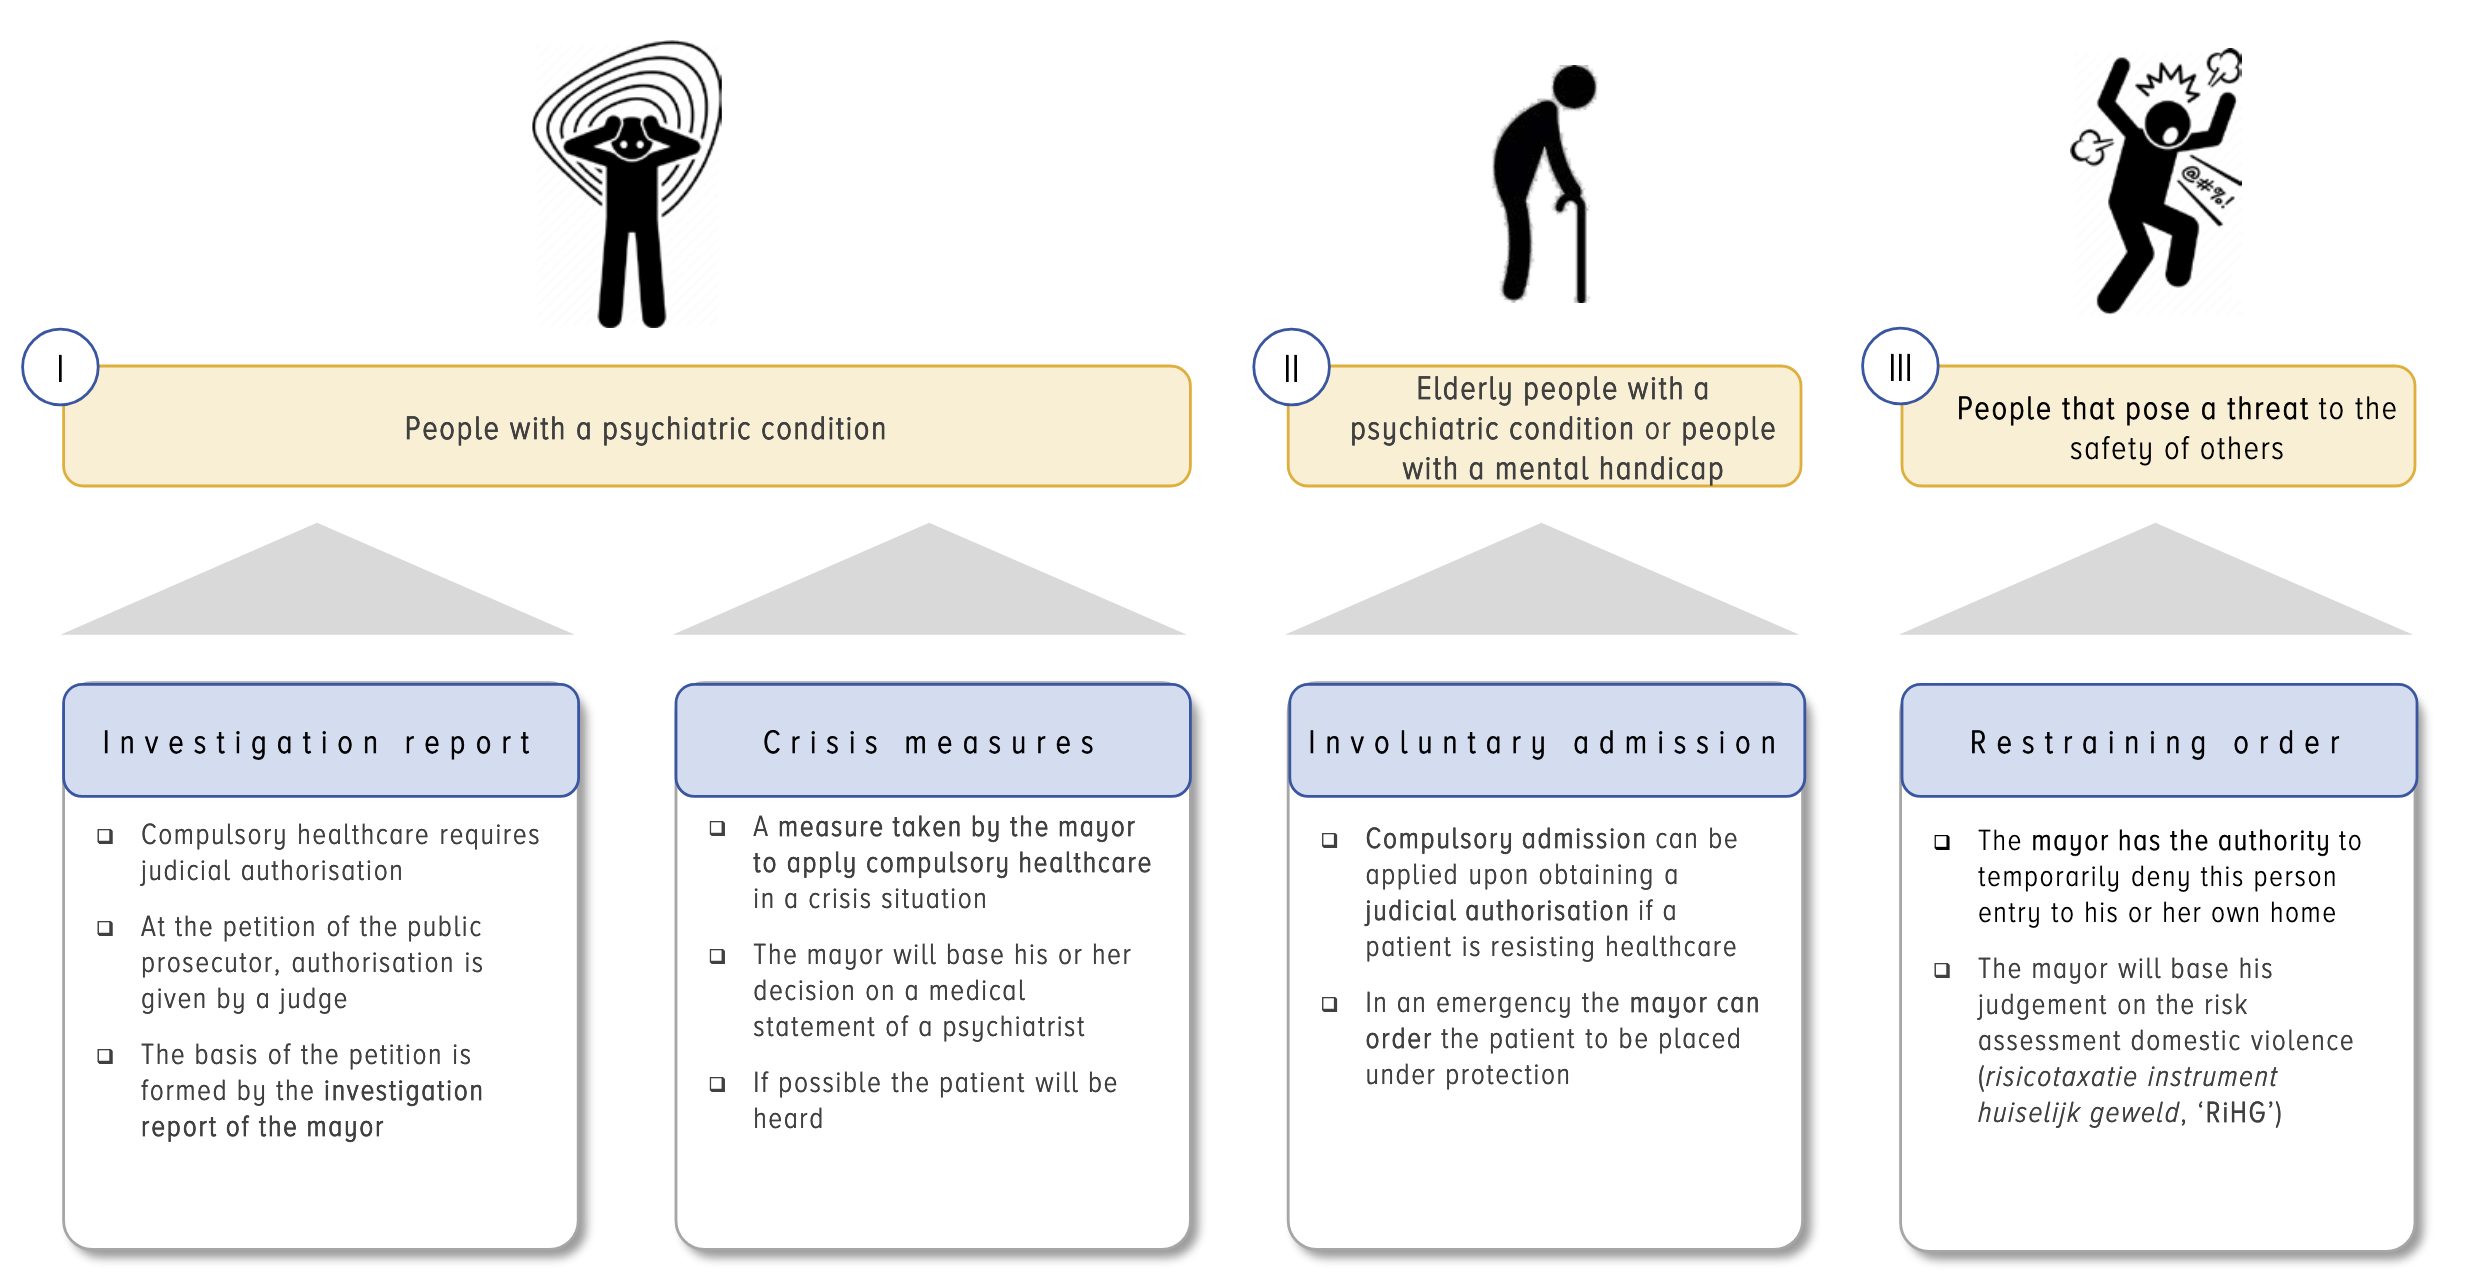 @#%!
I
People with a psychiatric condition
II
Elderly people with a
psychiatric condition or people
with a mental handicap
III
People that pose a threat to the
safety of others
Investigation report
Compulsory healthcare requires
judicial authorisation
At the petition of the public
prosecutor, authorisation is
given by a judge
The basis of the petition is
formed by the investigation
report of the mayor
Crisis measures
A measure taken by the mayor
to apply compulsory healthcare
in a crisis situation
The mayor will base his or her
decision on a medical
statement of a psychiatrist
If possible the patient will be
heard
Involuntary admission
Compulsory admission can be
applied upon obtaining a
judicial authorisation if a
patient is resisting healthcare
In an emergency the mayor can
order the patient to be placed
under protection
Restraining order
The mayor has the authority to
temporarily deny this person
entry to his or her own home
The mayor will base his
judgement on the risk
assessment domestic violence
(risicotaxatie instrument
huiselijk geweld, ‘RiHG’)